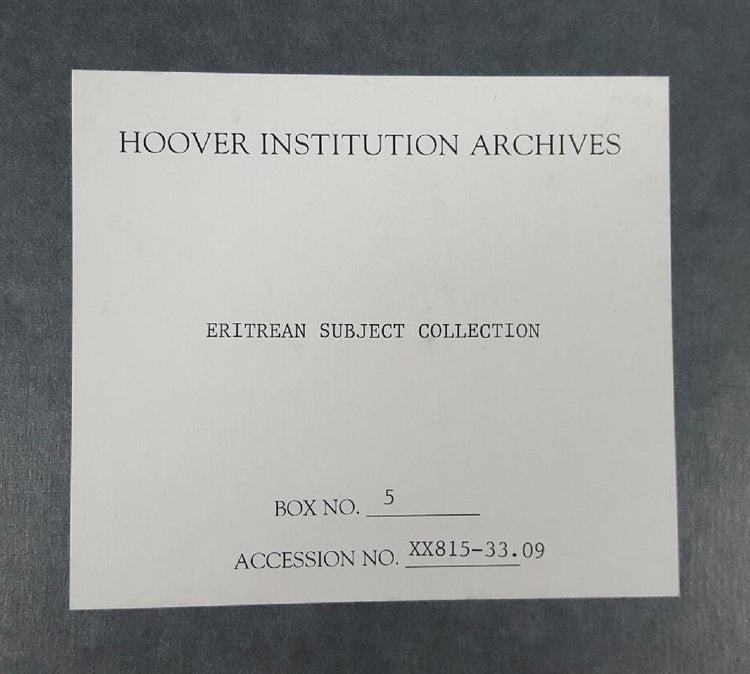 HOOVER INSTITUTION ARCHIVES
ERITREAN SUBJECT COLLECTION
BOX NO. 5
ACCESSION NO. XX815-33.09